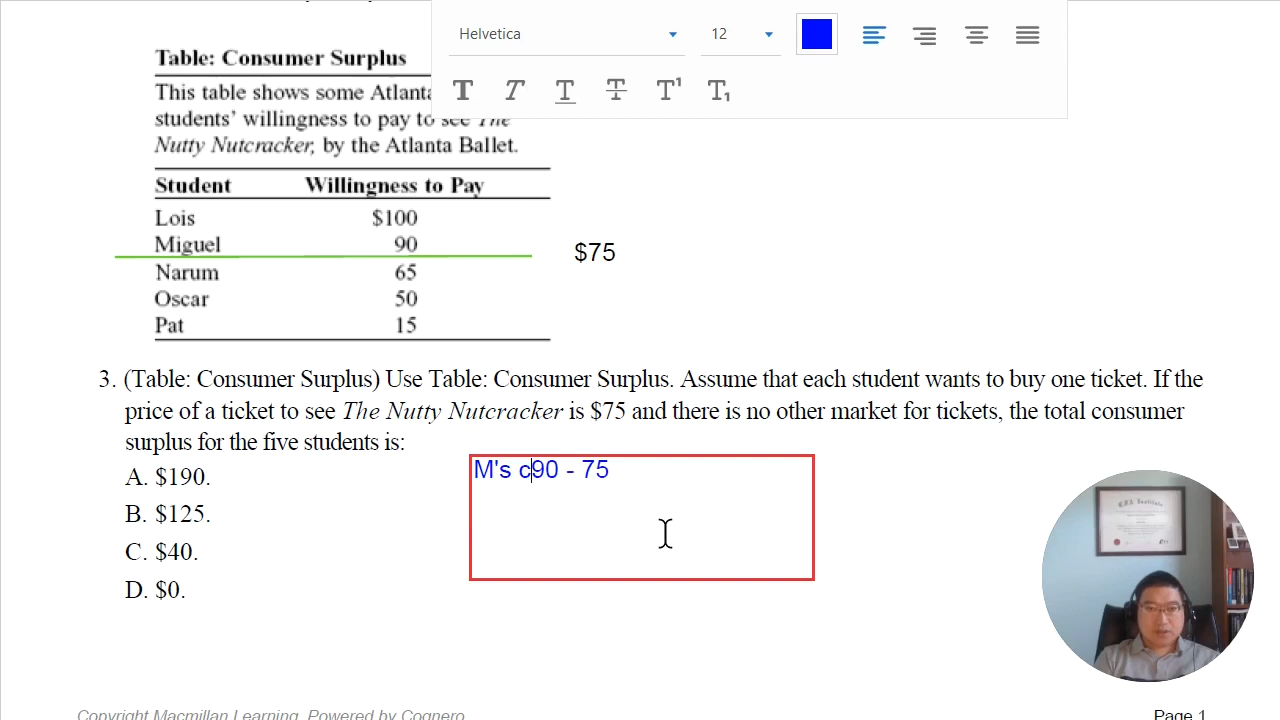 Helvetica 12
T T T T T¹ T₁
Table: Consumer Surplus
This table shows some Atlanta
students' willingness to pay to see The
Nutty Nutcracker, by the Atlanta Ballet.
Student Willingness to Pay
Lois $100
Miguel 90
$75
Narum 65
Oscar 50
Pat 15
3. (Table: Consumer Surplus) Use Table: Consumer Surplus. Assume that each student wants to buy one ticket. If the
price of a ticket to see The Nutty Nutcracker is $75 and there is no other market for tickets, the total consumer
surplus for the five students is:
A. $190.
B. $125.
C. $40.
D. $0.
M's c90 - 75
Copyright Macmillan Learning. Powered by Cognero. Page 1